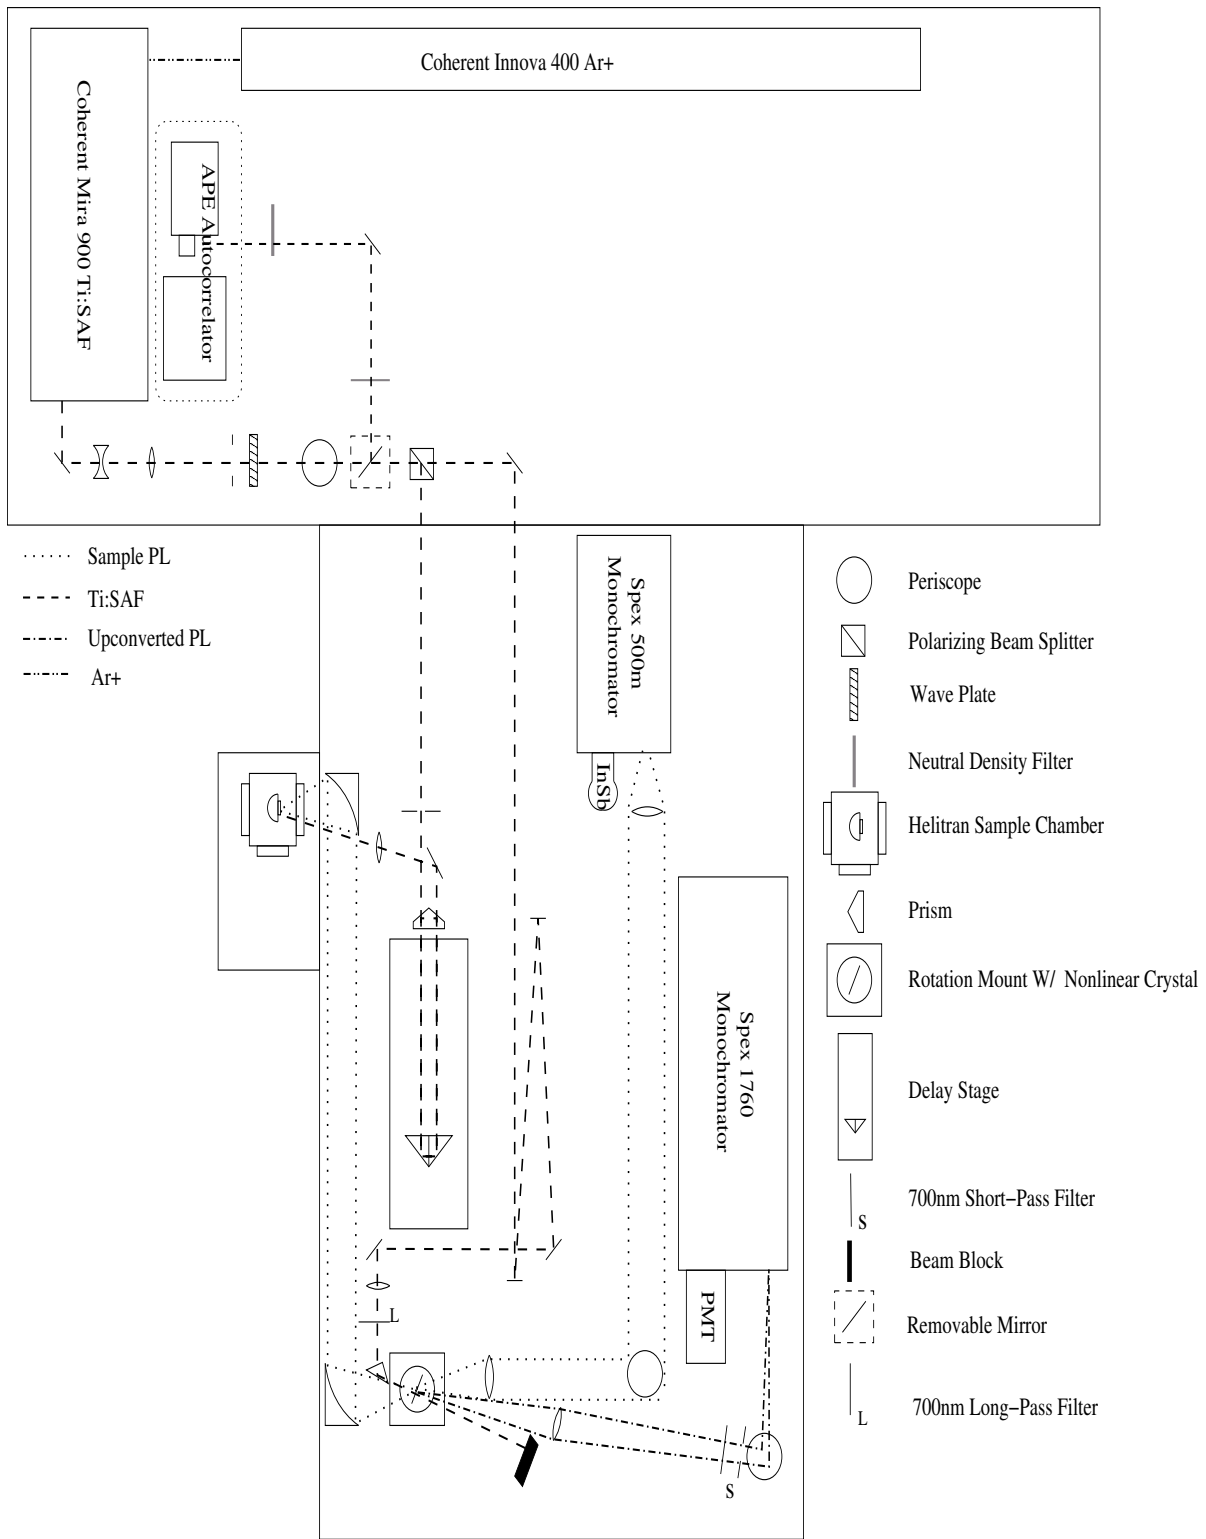 Coherent Innova 400 Ar+
Coherent Mira 900 Ti:SAF
APE Autocorrelator
Sample PL
Ti:SAF
Upconverted PL
Ar+
Spex 500m
Monochromator
InSb
Spex 1760
Monochromator
PMT
L
S
Periscope
Polarizing Beam Splitter
Wave Plate
Neutral Density Filter
Helitran Sample Chamber
Prism
Rotation Mount W/ Nonlinear Crystal
Delay Stage
700nm Short−Pass Filter
S
Beam Block
Removable Mirror
700nm Long−Pass Filter
L